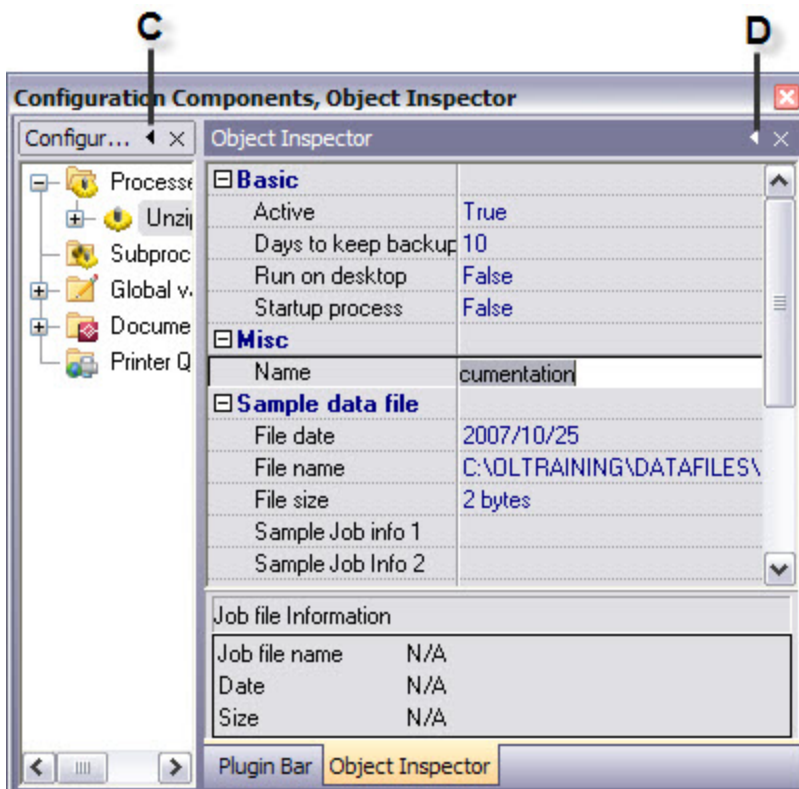 C D
Configuration Components, Object Inspector
Configur...
Object Inspector
Processe
Unzip
Subproc
Global v
Docume
Printer Q
Basic
Active True
Days to keep backup 10
Run on desktop False
Startup process False
Misc
Name cumentation
Sample data file
File date 2007/10/25
File name C:\OLTRAINING\DATAFILES\
File size 2 bytes
Sample Job info 1
Sample Job Info 2
Job file Information
Job file name N/A
Date N/A
Size N/A
Plugin Bar Object Inspector